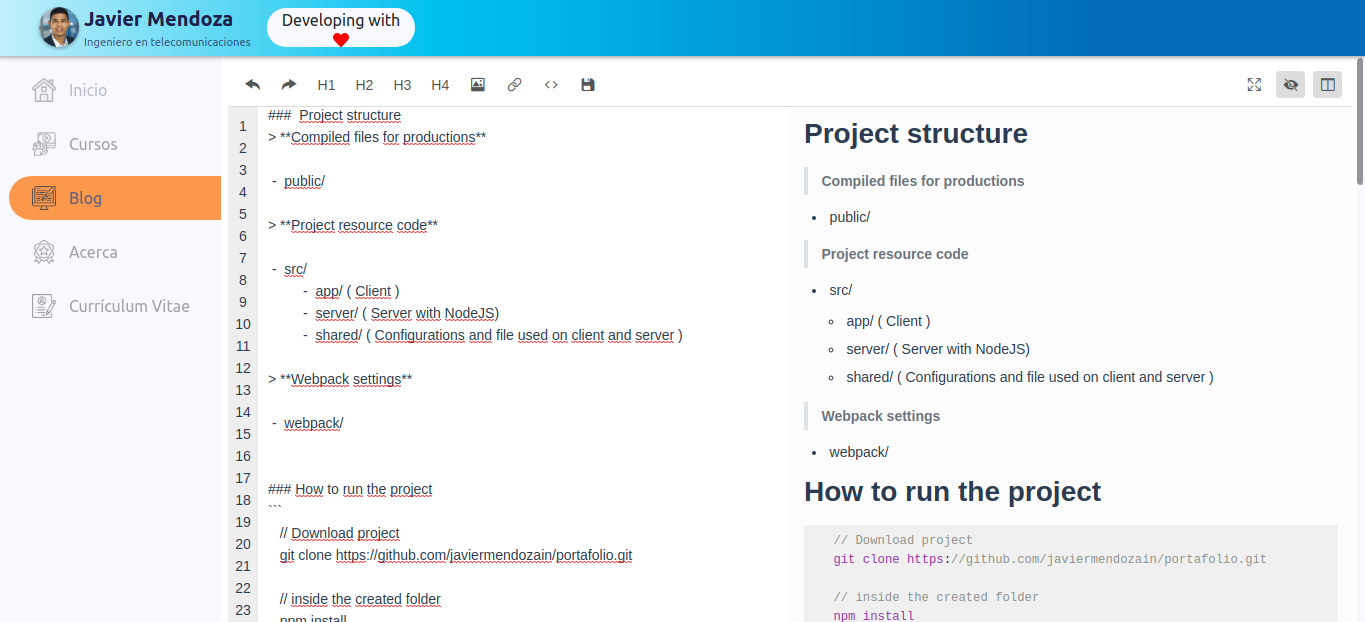 Javier Mendoza
Ingeniero en telecomunicaciones
Developing with
Inicio
Cursos
Blog
Acerca
Currículum Vitae
H1 H2 H3 H4 <>
1
2
3
4
5
6
7
8
9
10
11
12
13
14
15
16
17
18
19
20
21
22
23
###  Project structure
> **Compiled files for productions**
-  public/
> **Project resource code**
-  src/
-  app/ ( Client )
-  server/ ( Server with NodeJS)
-  shared/ ( Configurations and file used on client and server )
> **Webpack settings**
-  webpack/
### How to run the project
```
// Download project
git clone https://github.com/javiermendozain/portafolio.git
// inside the created folder
npm install
Project structure
Compiled files for productions
• public/
Project resource code
• src/
◦ app/ ( Client )
◦ server/ ( Server with NodeJS)
◦ shared/ ( Configurations and file used on client and server )
Webpack settings
• webpack/
How to run the project
// Download project
git clone https://github.com/javiermendozain/portafolio.git
// inside the created folder
npm install